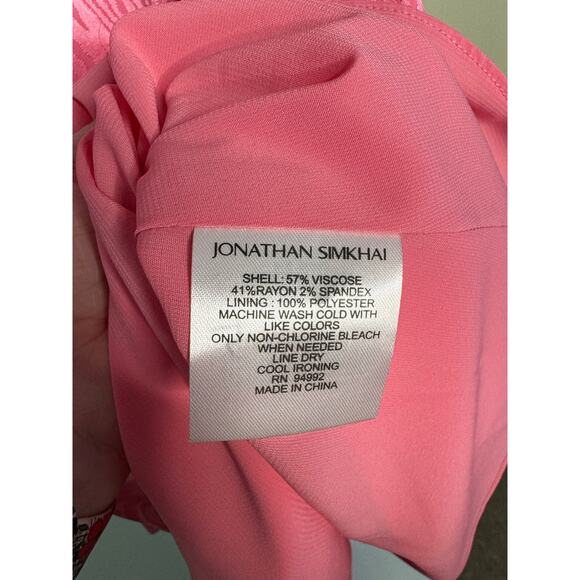 JONATHAN SIMKHAI
SHELL: 57% VISCOSE
41%RAYON 2% SPANDEX
LINING : 100% POLYESTER
MACHINE WASH COLD WITH
LIKE COLORS
ONLY NON-CHLORINE BLEACH
WHEN NEEDED
LINE DRY
COOL IRONING
RN 94992
MADE IN CHINA